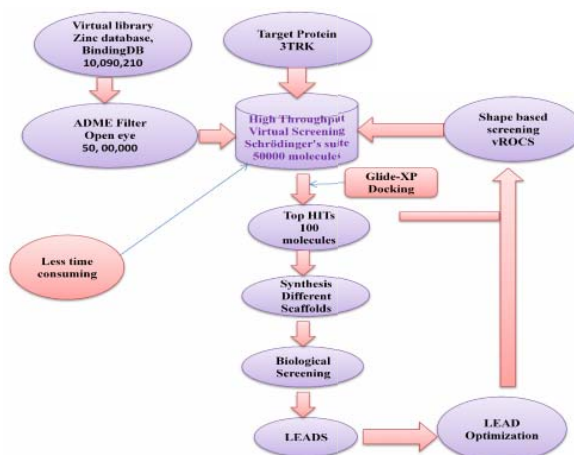 Virtual library
Zinc database,
BindingDB
10,090,210
Target Protein
3TRK
ADME Filter
Open eye
50, 00,000
High Throughput
Virtual Screening
Schrödinger's suite
50000 molecules
Shape based
screening
vROCS
Glide-XP
Docking
Top HITs
100
molecules
Less time
consuming
Synthesis
Different
Scaffolds
Biological
Screening
LEADS
LEAD
Optimization